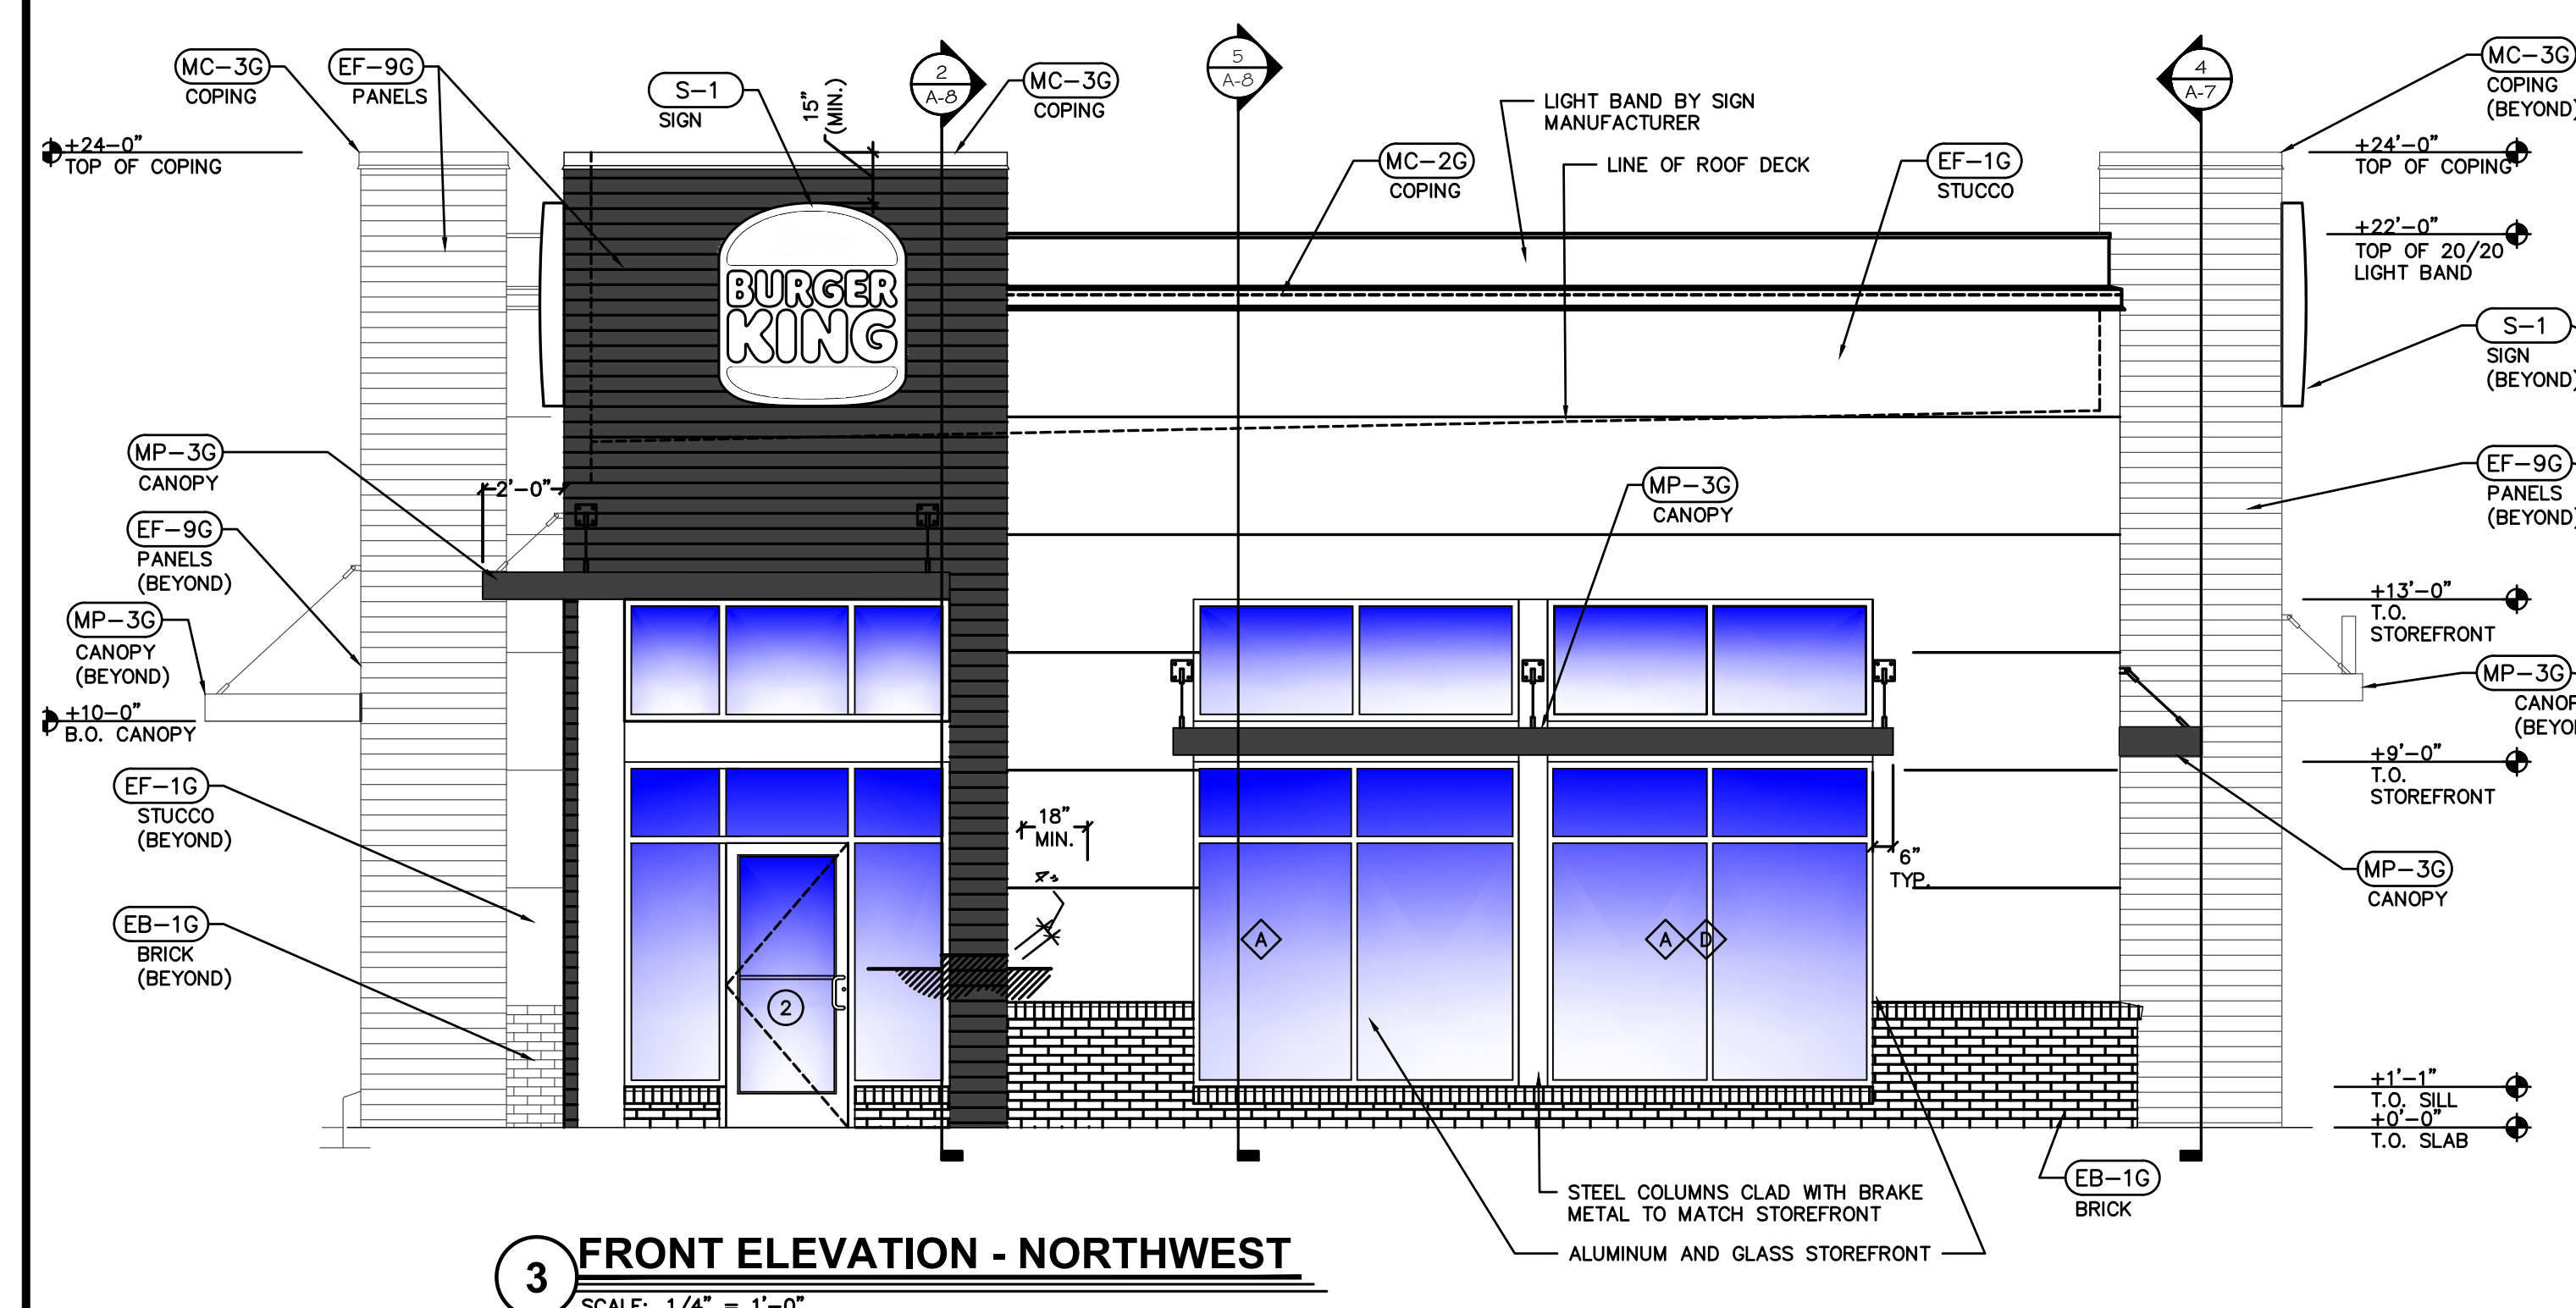 MC-3G
COPING
EF-9G
PANELS
S-1
SIGN
15"
(MIN.)
2
A-8
MC-3G
COPING
5
A-8
LIGHT BAND BY SIGN
MANUFACTURER
LINE OF ROOF DECK
MC-2G
COPING
EF-1G
STUCCO
4
A-7
MC-3G
COPING
(BEYOND)
+24-0"
TOP OF COPING
+24'-0"
TOP OF COPING
+22'-0"
TOP OF 20/20
LIGHT BAND
BURGER
KING
S-1
SIGN
(BEYOND)
MP-3G
CANOPY
2'-0"
EF-9G
PANELS
(BEYOND)
MP-3G
CANOPY
EF-9G
PANELS
(BEYOND)
MP-3G
CANOPY
(BEYOND)
+10-0"
B.O. CANOPY
+13'-0"
T.O.
STOREFRONT
MP-3G
+9'-0"
T.O.
STOREFRONT
EF-1G
STUCCO
(BEYOND)
18"
MIN.
6"
TYP.
MP-3G
CANOPY
EB-1G
BRICK
(BEYOND)
A
A
D
2
+1'-1"
T.O. SILL
+0'-0"
T.O. SLAB
EB-1G
BRICK
STEEL COLUMNS CLAD WITH BRAKE
METAL TO MATCH STOREFRONT
ALUMINUM AND GLASS STOREFRONT
3
FRONT ELEVATION - NORTHWEST
SCALE: 1/4" = 1'-0"